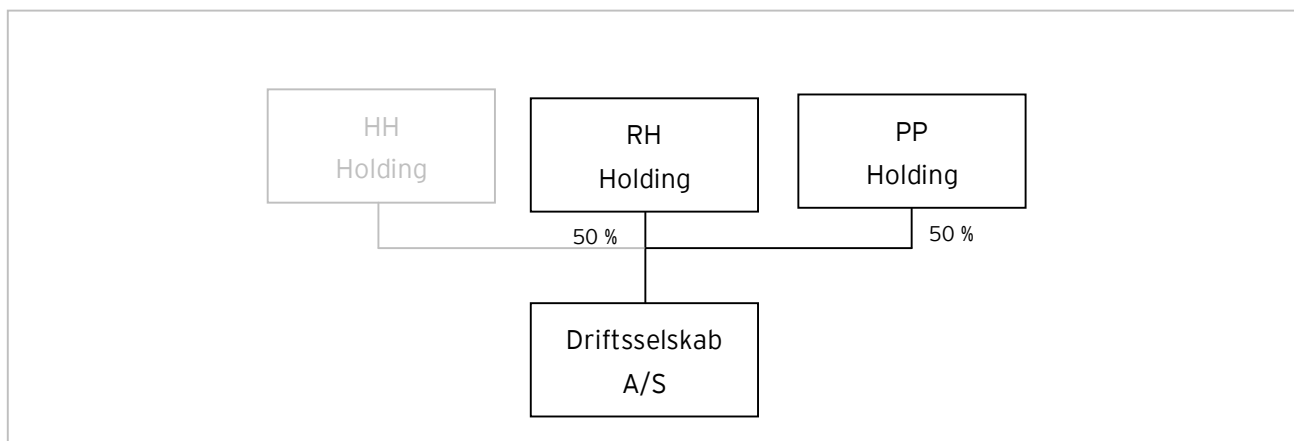 HH
Holding
RH
Holding
PP
Holding
50 %
50 %
Driftsselskab
A/S